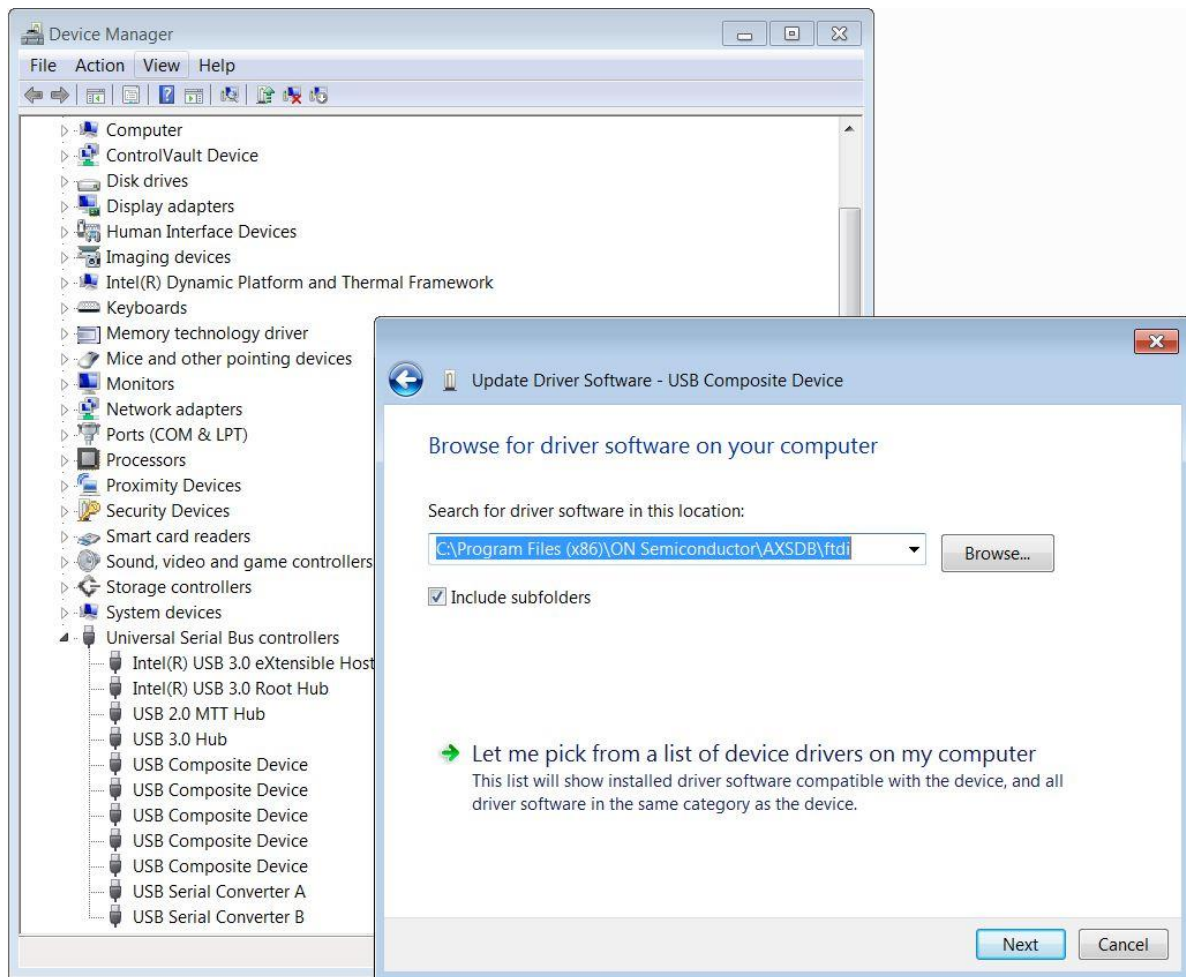 Device Manager
File Action View Help
Computer
ControlVault Device
Disk drives
Display adapters
Human Interface Devices
Imaging devices
Intel(R) Dynamic Platform and Thermal Framework
Keyboards
Memory technology driver
Mice and other pointing devices
Monitors
Network adapters
Ports (COM & LPT)
Processors
Proximity Devices
Security Devices
Smart card readers
Sound, video and game controllers
Storage controllers
System devices
Universal Serial Bus controllers
Intel(R) USB 3.0 eXtensible Host
Intel(R) USB 3.0 Root Hub
USB 2.0 MTT Hub
USB 3.0 Hub
USB Composite Device
USB Composite Device
USB Composite Device
USB Composite Device
USB Composite Device
USB Serial Converter A
USB Serial Converter B
Update Driver Software - USB Composite Device
Browse for driver software on your computer
Search for driver software in this location:
C:\Program Files (x86)\ON Semiconductor\AXSDB\ftdi
Browse...
Include subfolders
Let me pick from a list of device drivers on my computer
This list will show installed driver software compatible with the device, and all
driver software in the same category as the device.
Next Cancel